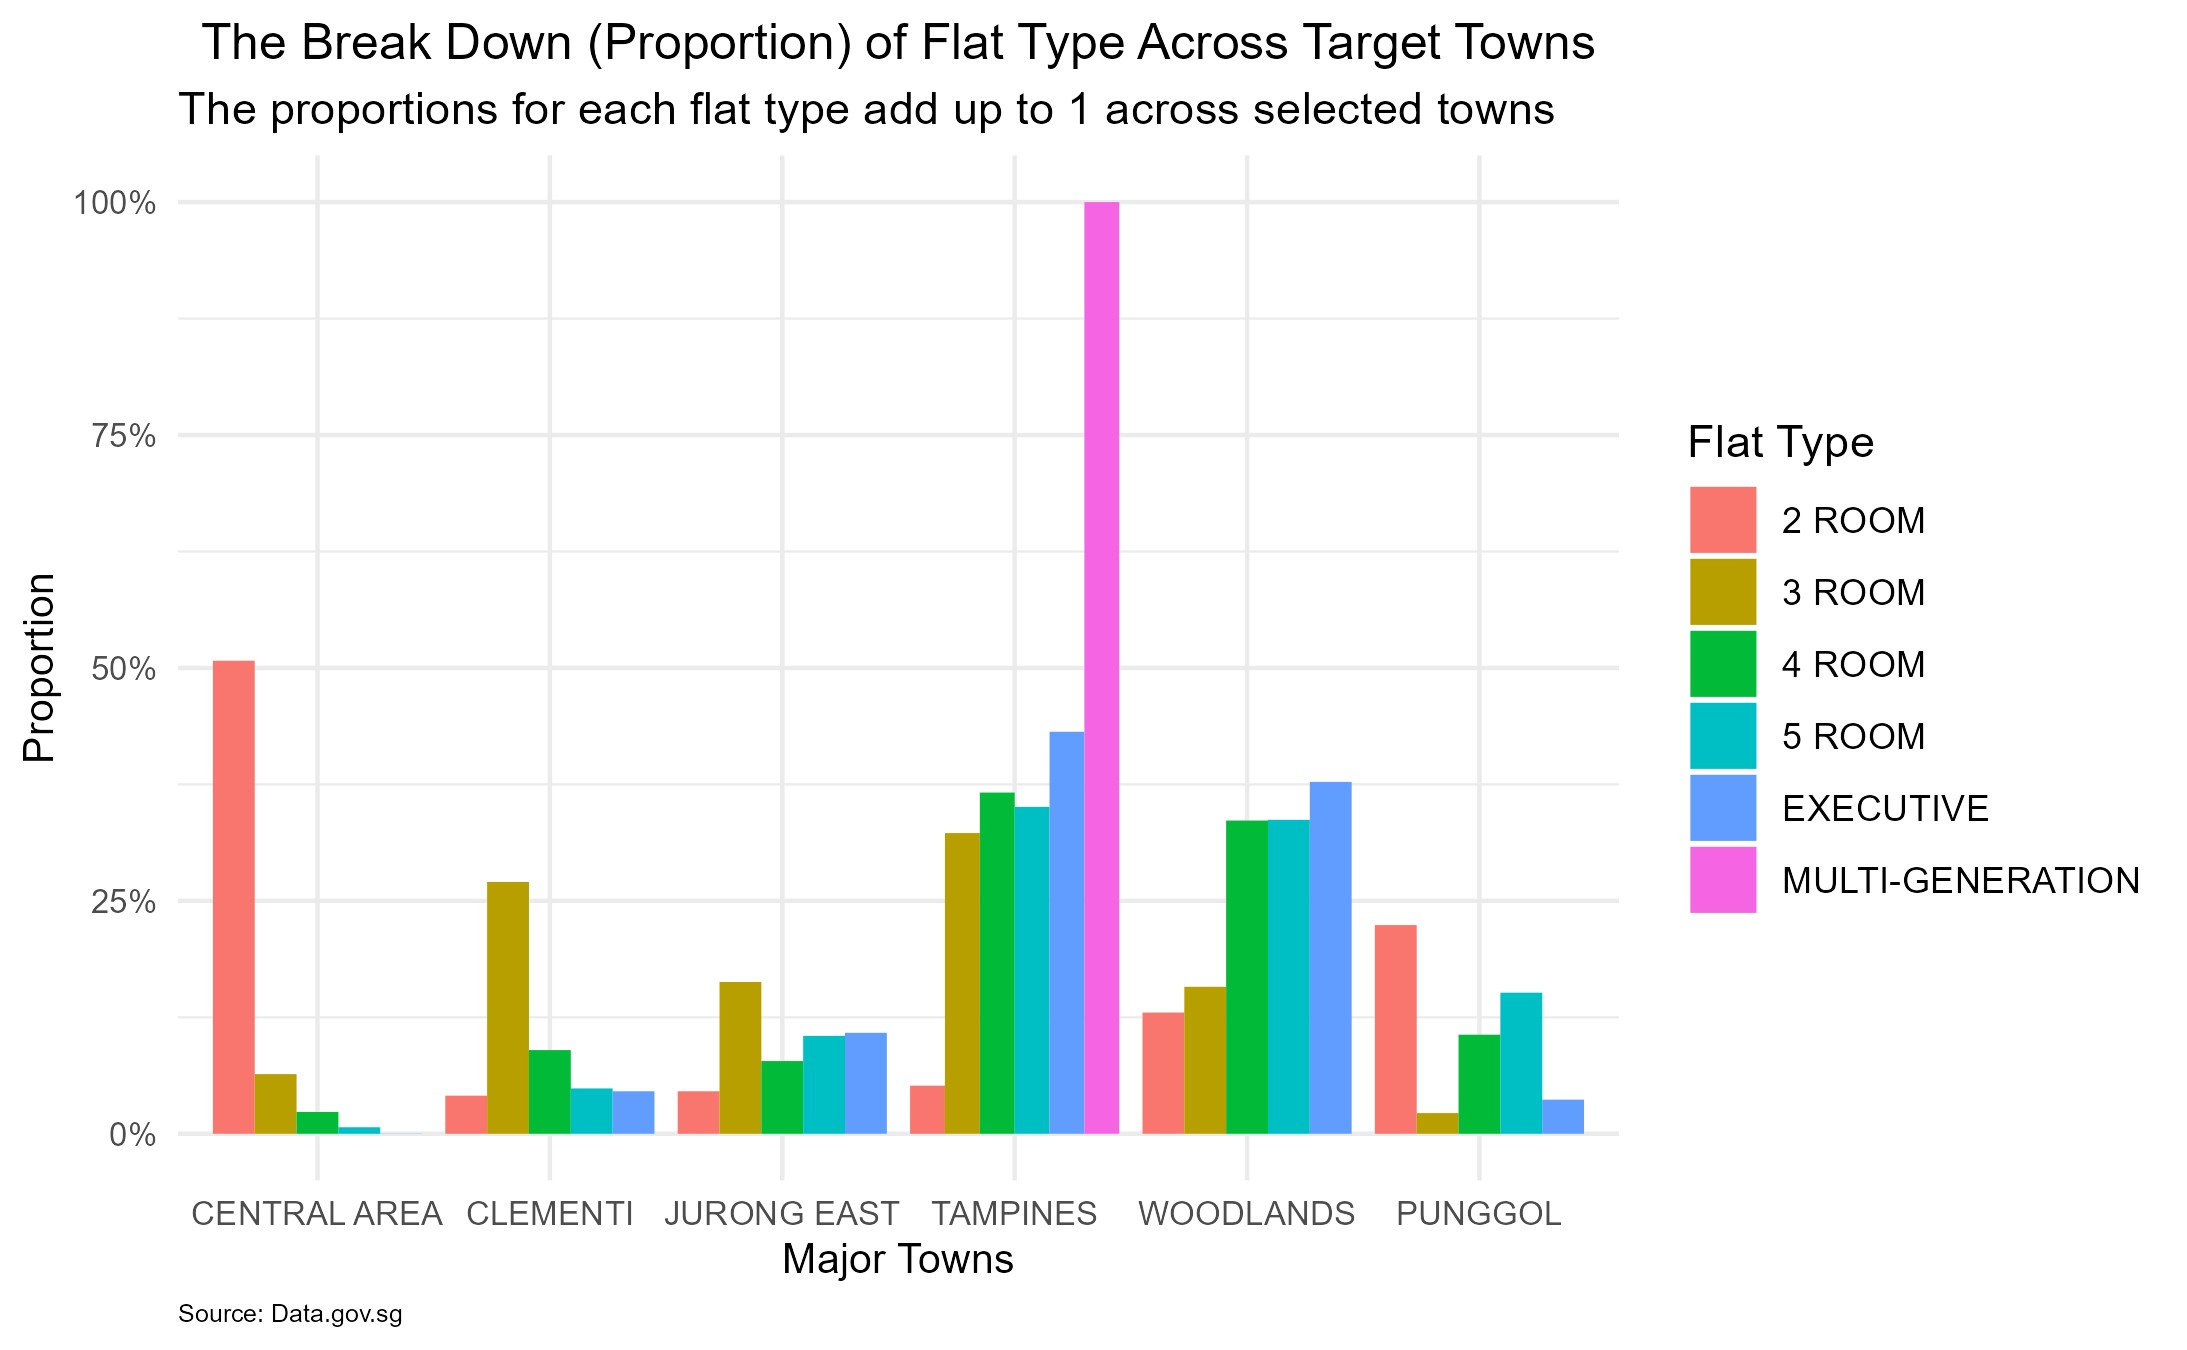 The Break Down (Proportion) of Flat Type Across Target Towns
The proportions for each flat type add up to 1 across selected towns
Proportion
100%
75%
50%
25%
0%
CENTRAL AREA CLEMENTI JURONG EAST TAMPINES WOODLANDS PUNGGOL
Major Towns
Source: Data.gov.sg
Flat Type
2 ROOM
3 ROOM
4 ROOM
5 ROOM
EXECUTIVE
MULTI-GENERATION